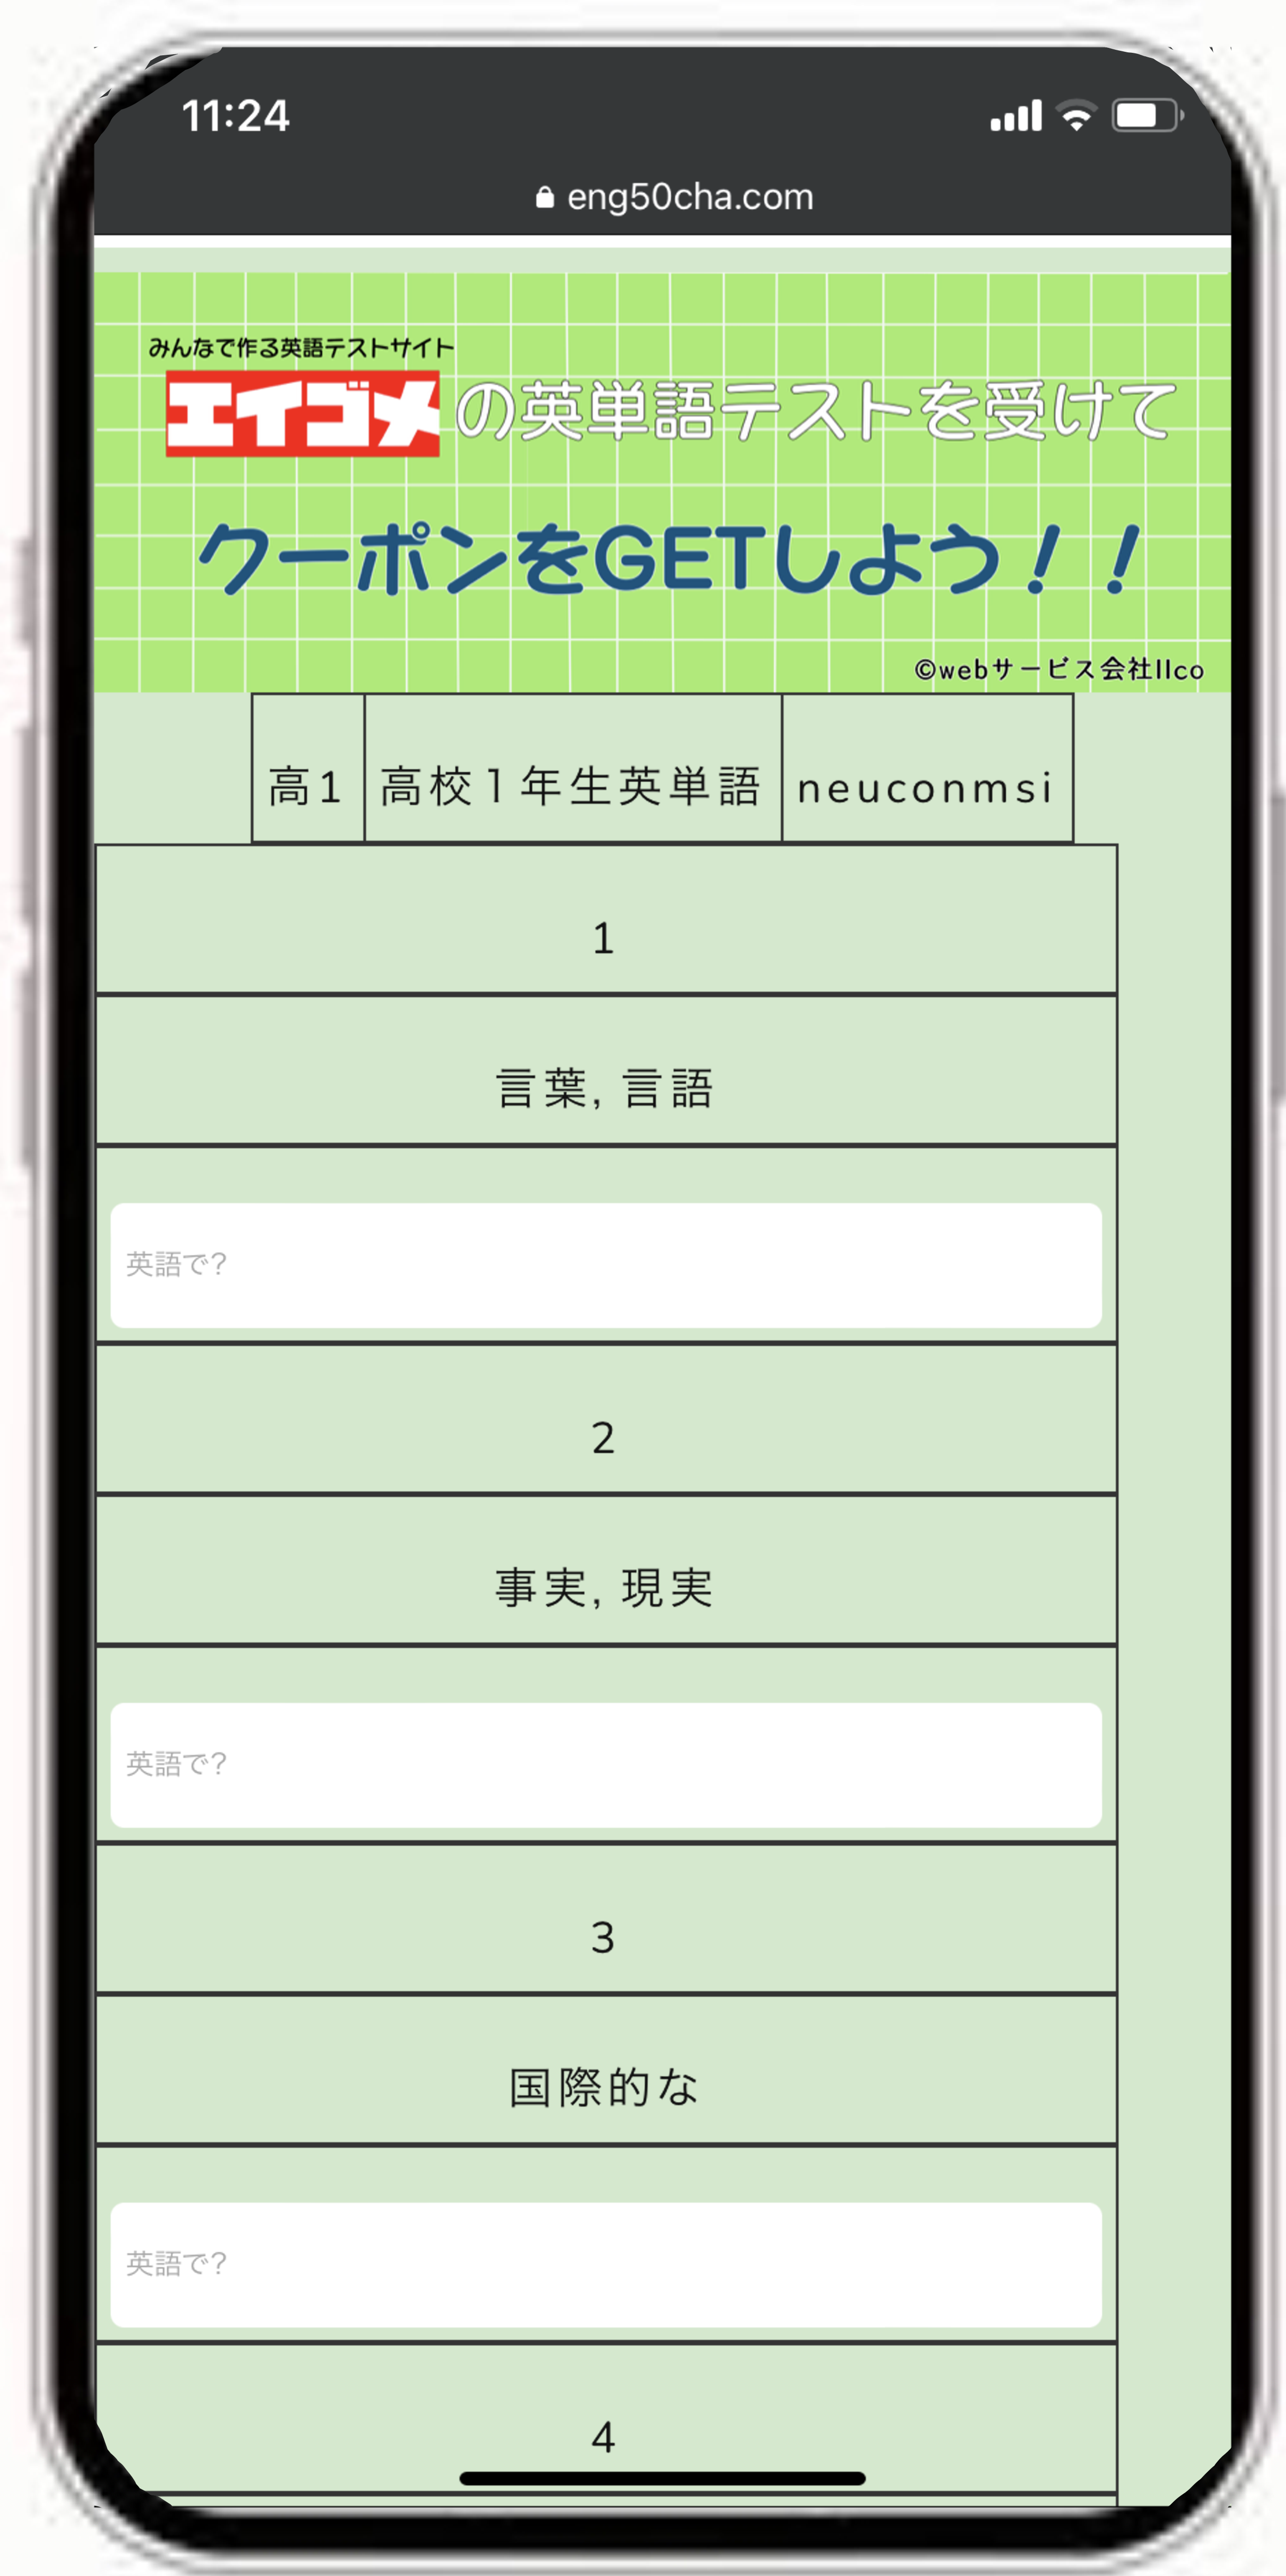 11:24
eng50cha.com
みんなで作る英語テストサイト
エイゴメの英単語テストを受けて
クーポンをGETしよう！！
©webサービス会社llco
高1 高校１年生英単語 neuconmsi
1
言葉, 言語
英語で?
2
事実, 現実
英語で?
3
国際的な
英語で?
4